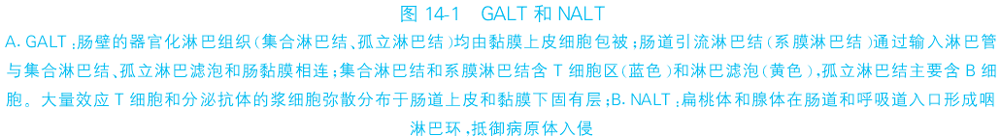 图 14-1 GALT 和 NALT
A. GALT:肠壁的器官化淋巴组织(集合淋巴结、孤立淋巴结)均由黏膜上皮细胞包被;肠道引流淋巴结(系膜淋巴结)通过输入淋巴管
与集合淋巴结、孤立淋巴滤泡和肠黏膜相连;集合淋巴结和系膜淋巴结含 T 细胞区(蓝色)和淋巴滤泡(黄色),孤立淋巴结主要含 B 细
胞。大量效应 T 细胞和分泌抗体的浆细胞弥散分布于肠道上皮和黏膜下固有层;B. NALT:扁桃体和腺体在肠道和呼吸道入口形成咽
淋巴环,抵御病原体入侵